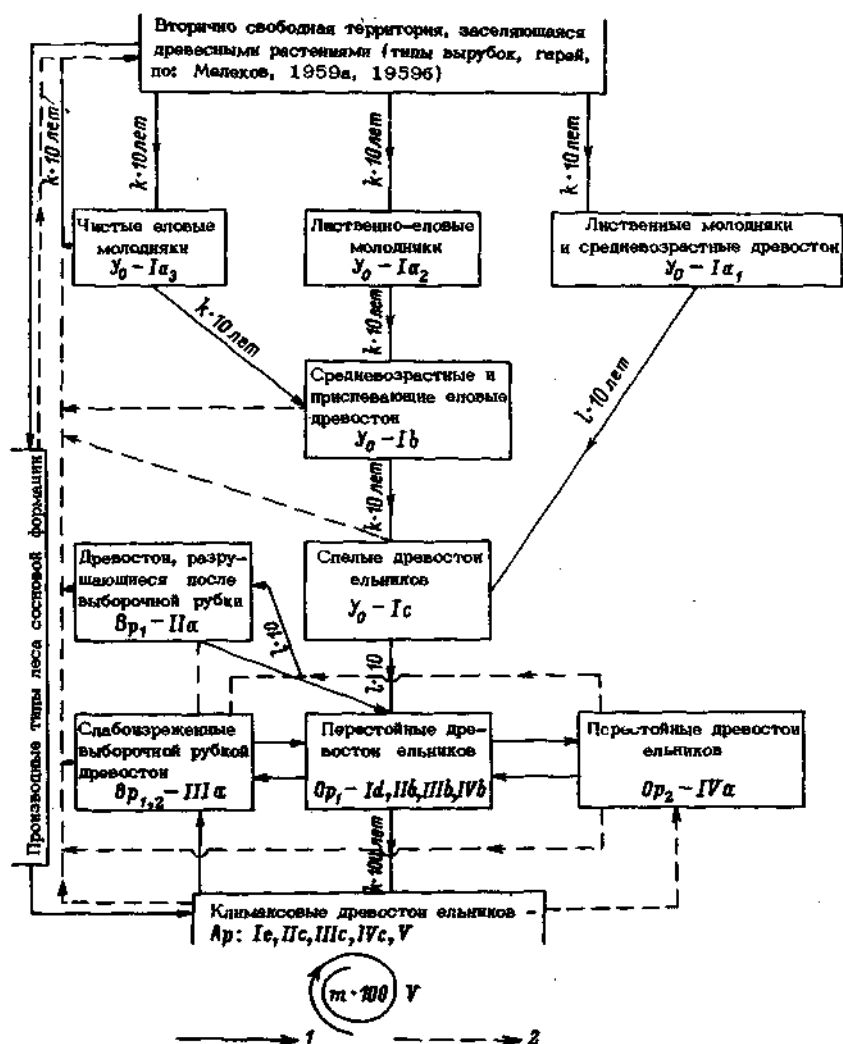 Вторично свободная территория, заселяющаяся
древесными растениями (типы вырубок, гарей,
по: Мелехов, 1959а, 1959б)
k·10 лет
k·10 лет
k·10 лет
k·10 лет
Чистые еловые
молодняки
У₀ – Iа₃
Лиственно-еловые
молодняки
У₀ – Iа₂
Лиственные молодняки
и средневозрастные древостои
У₀ – Iа₁
k·10 лет
k·10 лет
l·10 лет
Средневозрастные и
приспевающие еловые
древостои
У₀ – Ib
k·10 лет
Производные типы леса сосновой формации
Древостои, разру-
шающиеся после
выборочной рубки
Вр₁ – IIа
Спелые древостои
ельников
У₀ – Ic
l·10
l·10
Слабоизреженные
выборочной рубкой
древостои
Вр₁,₂ – IIIа
Перестойные дре-
востои ельников
Ор₁ – Id, IIb, IIIb, IVb
Перестойные древостои
ельников
Ор₂ – IVа
k·100 лет
Климаксовые древостои ельников –
Ар: Ie, IIc, IIIc, IVc, V
m·100 V
1 2